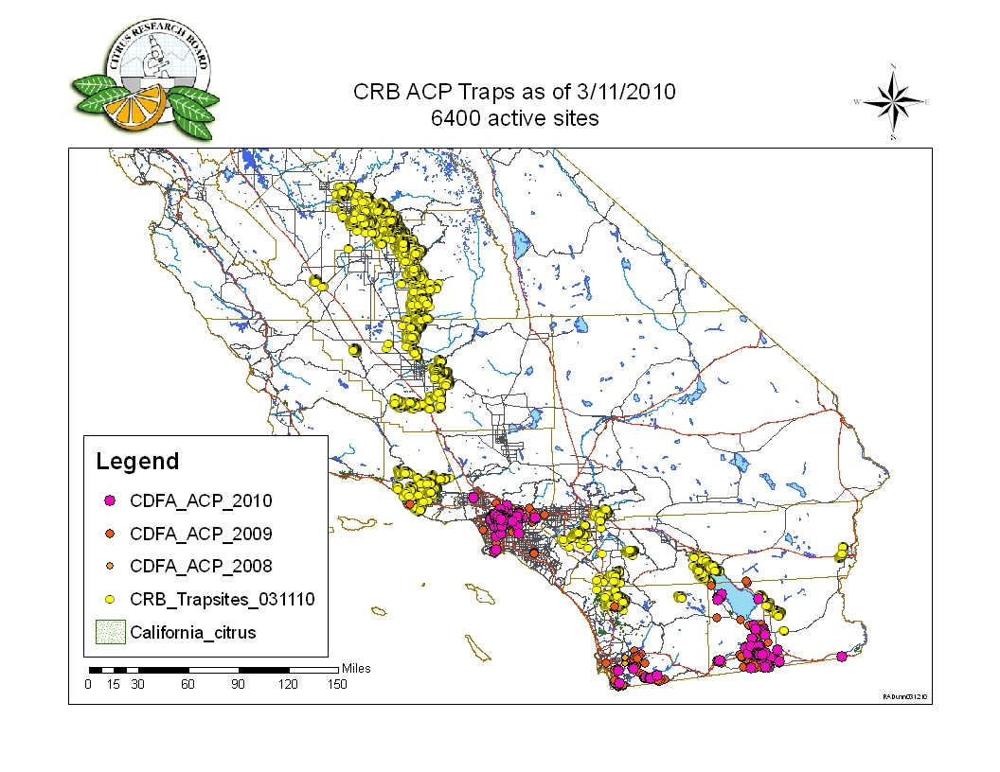 CITRUS RESEARCH BOARD
CRB ACP Traps as of 3/11/2010
6400 active sites
N
W E
S
Legend
CDFA_ACP_2010
CDFA_ACP_2009
CDFA_ACP_2008
CRB_Trapsites_031110
California_citrus
Miles
0 15 30 60 90 120 150
RADunn031210